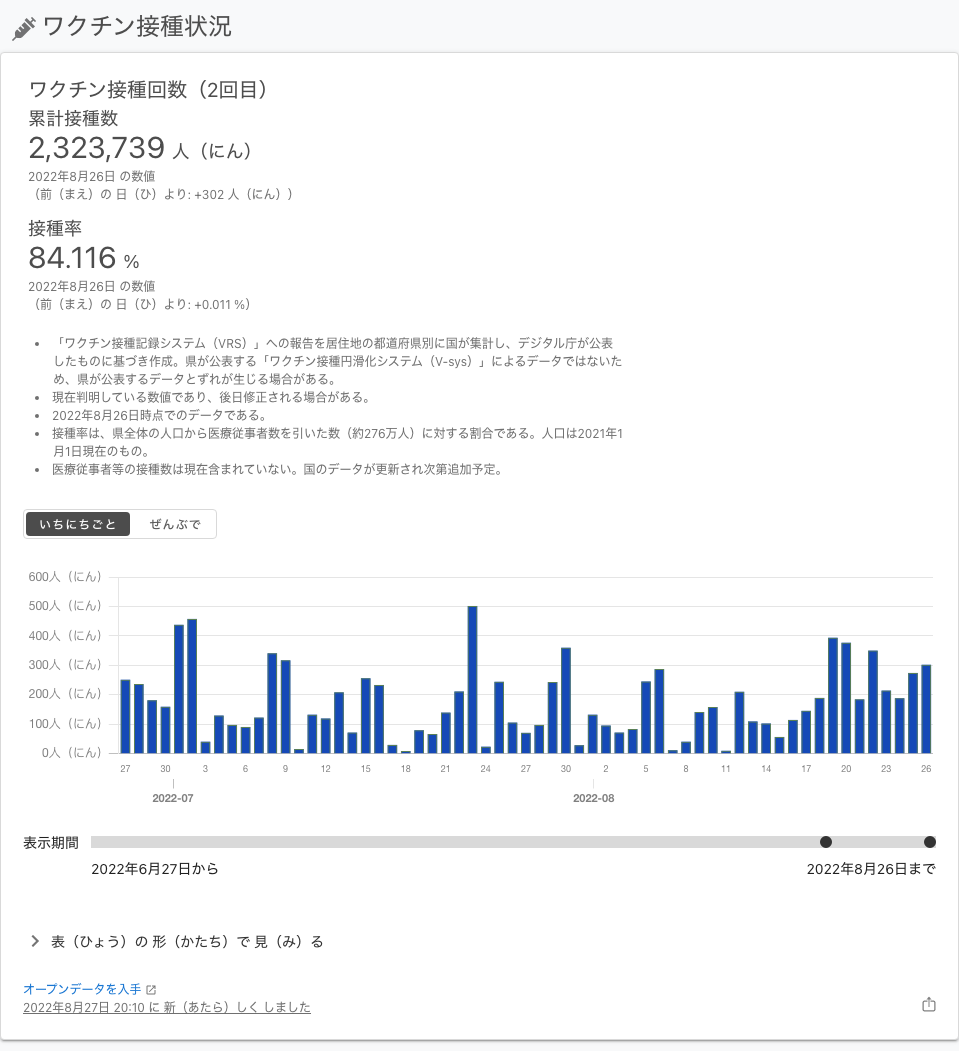 ワクチン接種状況
ワクチン接種回数（2回目）
累計接種数
2,323,739 人（にん）
2022年8月26日 の数値
（前（まえ）の 日（ひ）より: +302 人（にん））
接種率
84.116 %
2022年8月26日 の数値
（前（まえ）の 日（ひ）より: +0.011 %）
• 「ワクチン接種記録システム（VRS）」への報告を居住地の都道府県別に国が集計し、デジタル庁が公表
したものに基づき作成。県が公表する「ワクチン接種円滑化システム（V-sys）」によるデータではないた
め、県が公表するデータとずれが生じる場合がある。
• 現在判明している数値であり、後日修正される場合がある。
• 2022年8月26日時点でのデータである。
• 接種率は、県全体の人口から医療従事者数を引いた数（約276万人）に対する割合である。人口は2021年1
月1日現在のもの。
• 医療従事者等の接種数は現在含まれていない。国のデータが更新され次第追加予定。
いちにちごと ぜんぶで
600人（にん）
500人（にん）
400人（にん）
300人（にん）
200人（にん）
100人（にん）
0人（にん）
27 30 3 6 9 12 15 18 21 24 27 30 2 5 8 11 14 17 20 23 26
2022-07 2022-08
表示期間
2022年6月27日から 2022年8月26日まで
表（ひょう）の 形（かたち）で 見（み）る
オープンデータを入手
2022年8月27日 20:10 に 新（あたら）しく しました